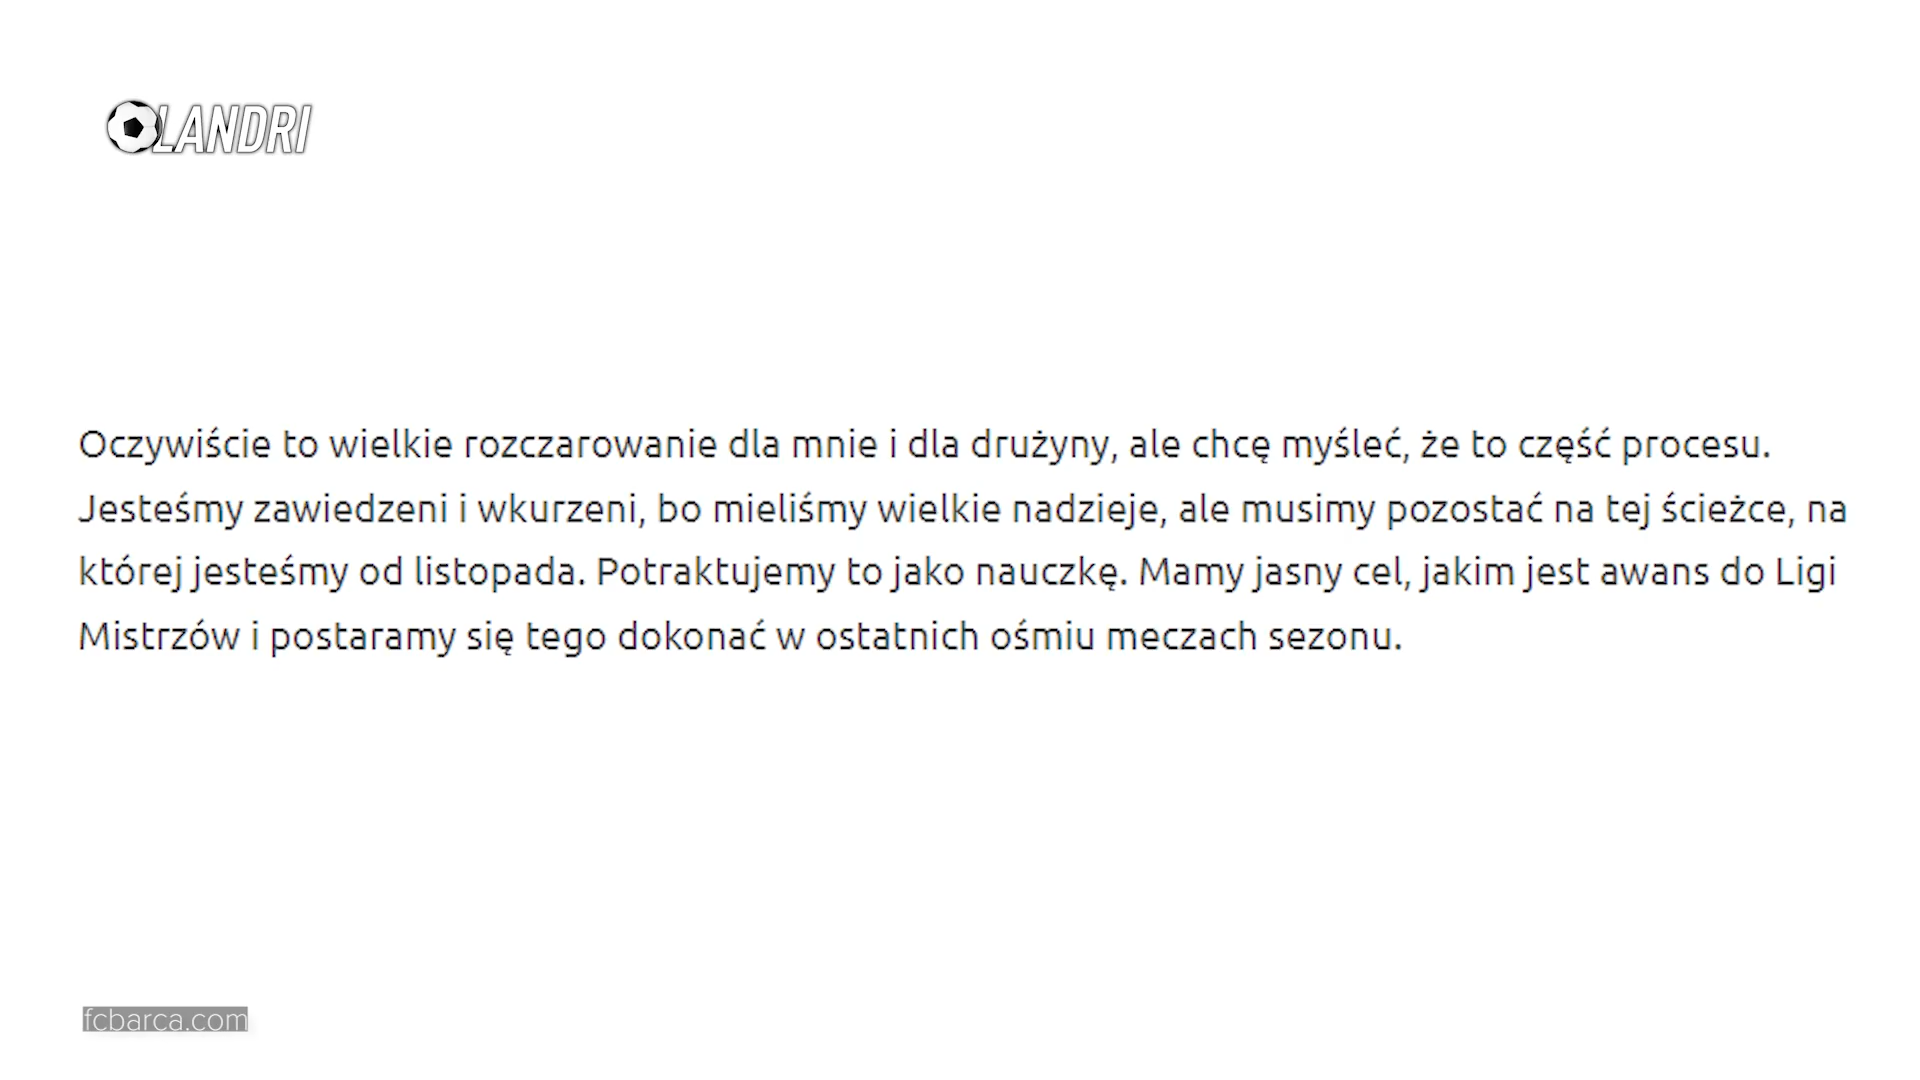 OLANDRI
Oczywiście to wielkie rozczarowanie dla mnie i dla drużyny, ale chcę myśleć, że to część procesu.
Jesteśmy zawiedzeni i wkurzeni, bo mieliśmy wielkie nadzieje, ale musimy pozostać na tej ścieżce, na
której jesteśmy od listopada. Potraktujemy to jako nauczkę. Mamy jasny cel, jakim jest awans do Ligi
Mistrzów i postaramy się tego dokonać w ostatnich ośmiu meczach sezonu.
fcbarca.com